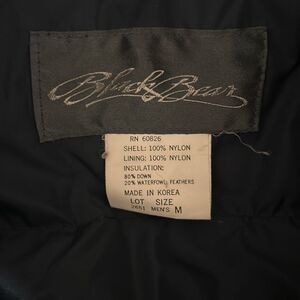 Black Bear
RN 60826
SHELL: 100% NYLON
LINING: 100% NYLON
INSULATION:
80% DOWN
20% WATERFOWL FEATHERS
MADE IN KOREA
LOT SIZE
2681 MEN'S M